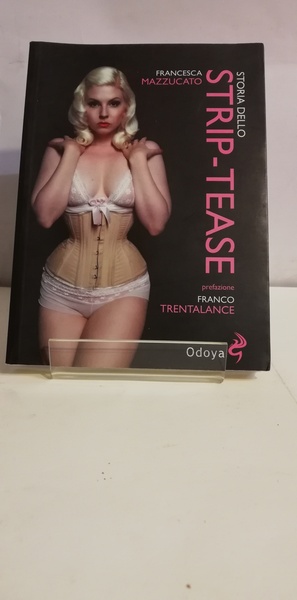 FRANCESCA
MAZZUCATO
STORIA DELLO
STRIP-TEASE
prefazione
FRANCO
TRENTALANCE
Odoya